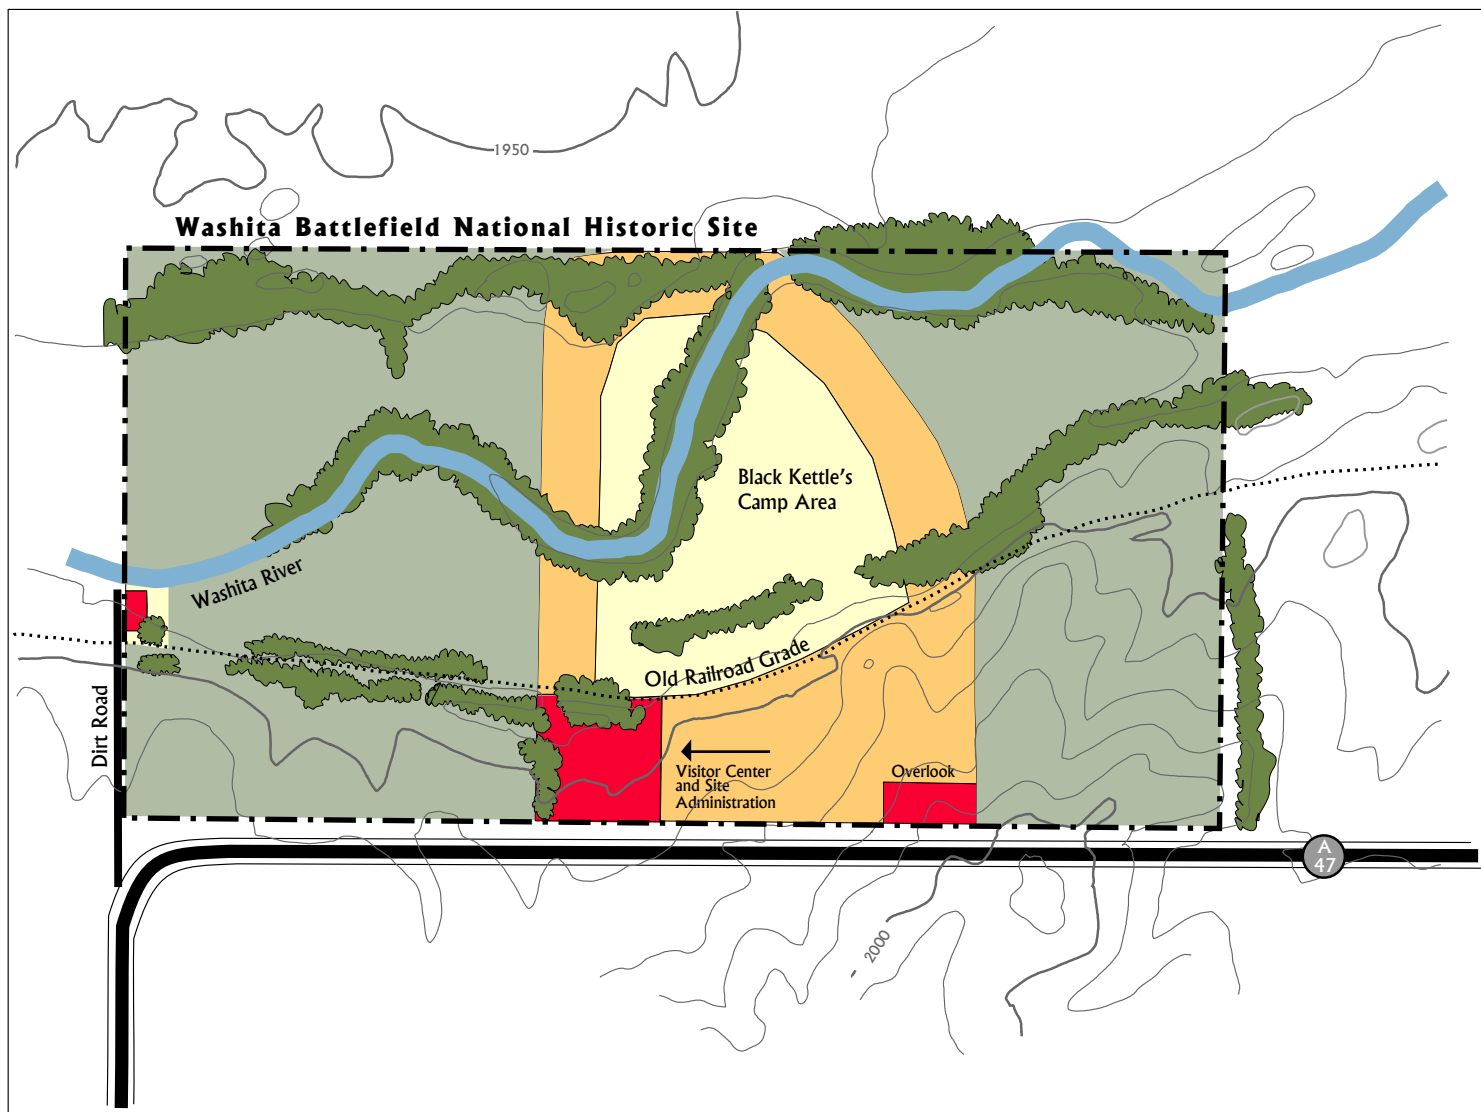 1950
Washita Battlefield National Historic Site
Black Kettle's
Camp Area
Washita River
Old Railroad Grade
Dirt Road
Visitor Center
and Site
Administration
Overlook
A
47
2000